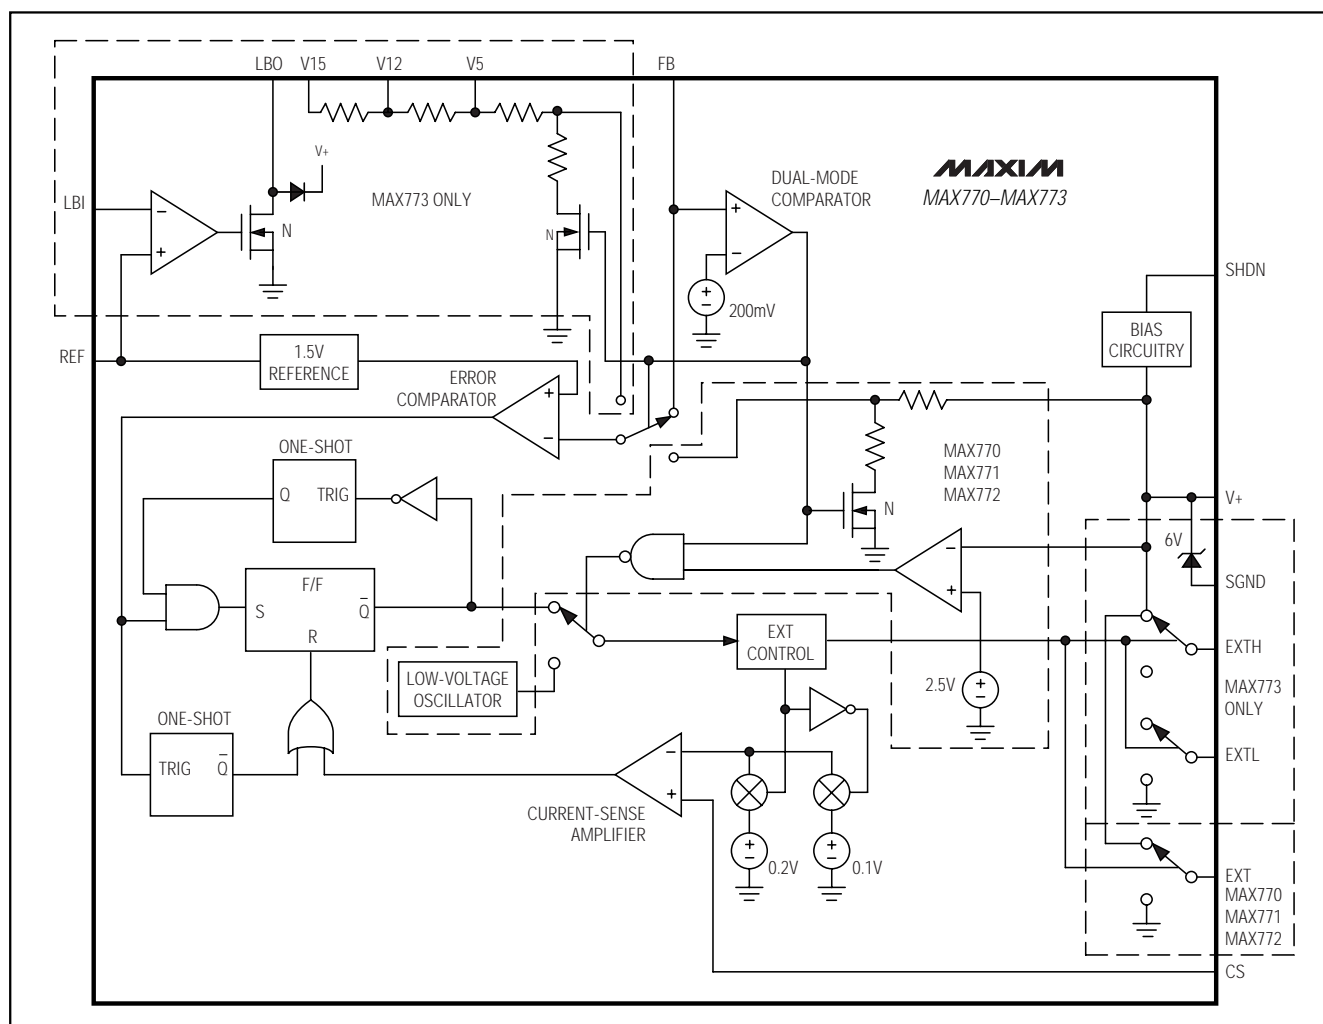 LBO V15 V12 V5 FB
V+
MAXIM
MAX770–MAX773
DUAL-MODE
COMPARATOR
MAX773 ONLY
LBI
−
+
N
N
+
−
SHDN
+
−
200mV
BIAS
CIRCUITRY
REF
1.5V
REFERENCE
ERROR
COMPARATOR
+
−
ONE-SHOT
Q TRIG
MAX770
MAX771
MAX772
N
V+
6V
SGND
−
+
F/F
S
Q
R
EXT
CONTROL
EXTH
LOW-VOLTAGE
OSCILLATOR
2.5V
+
−
MAX773
ONLY
ONE-SHOT
TRIG Q
EXTL
−
+
CURRENT-SENSE
AMPLIFIER
+
−
0.2V
+
−
0.1V
EXT
MAX770
MAX771
MAX772
CS